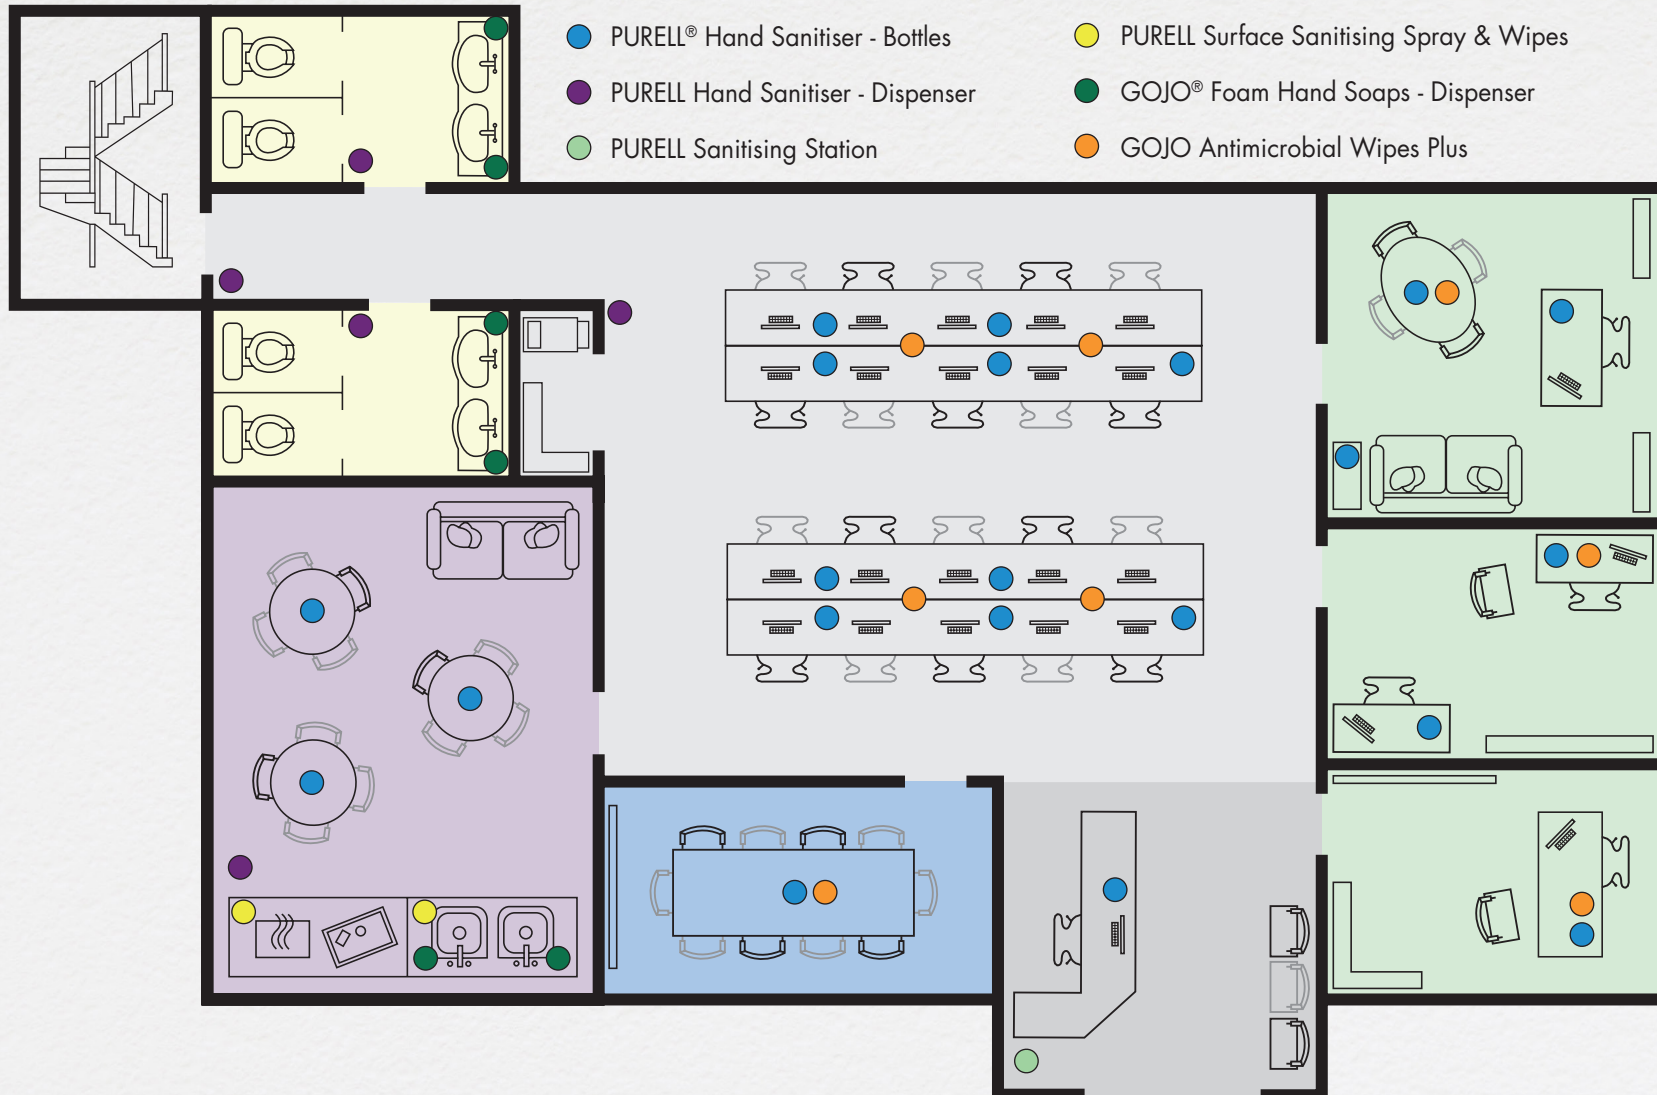 PURELL® Hand Sanitiser - Bottles
PURELL Hand Sanitiser - Dispenser
PURELL Sanitising Station
PURELL Surface Sanitising Spray & Wipes
GOJO® Foam Hand Soaps - Dispenser
GOJO Antimicrobial Wipes Plus